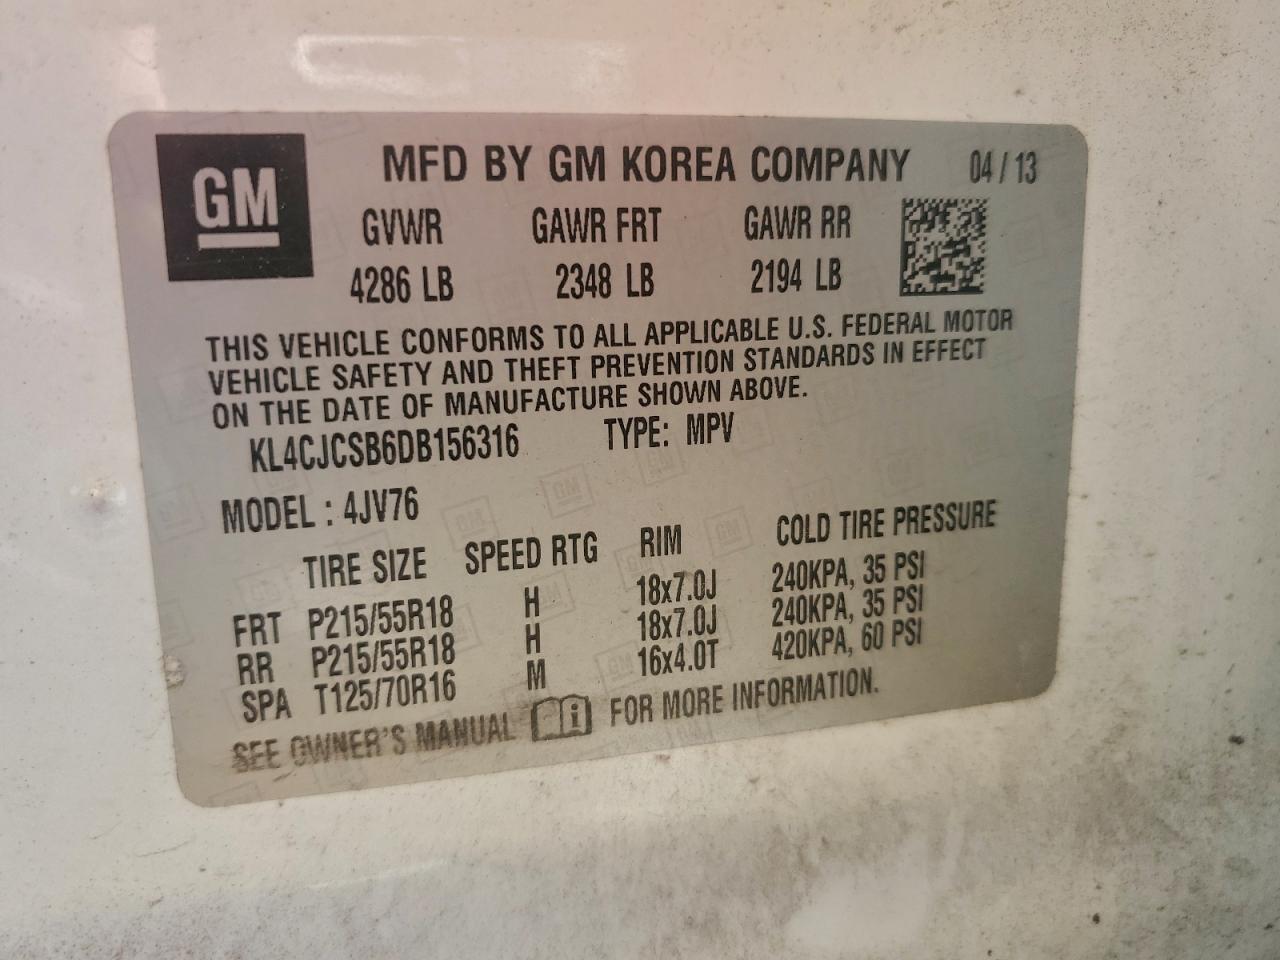 GM
MFD BY GM KOREA COMPANY 04/13
GVWR GAWR FRT GAWR RR
4286 LB 2348 LB 2194 LB
THIS VEHICLE CONFORMS TO ALL APPLICABLE U.S. FEDERAL MOTOR
VEHICLE SAFETY AND THEFT PREVENTION STANDARDS IN EFFECT
ON THE DATE OF MANUFACTURE SHOWN ABOVE.
KL4CJCSB6DB156316 TYPE: MPV
MODEL : 4JV76
TIRE SIZE SPEED RTG RIM COLD TIRE PRESSURE
FRT P215/55R18 H 18x7.0J 240KPA, 35 PSI
RR P215/55R18 H 18x7.0J 240KPA, 35 PSI
SPA T125/70R16 M 16x4.0T 420KPA, 60 PSI
SEE OWNER'S MANUAL i FOR MORE INFORMATION.